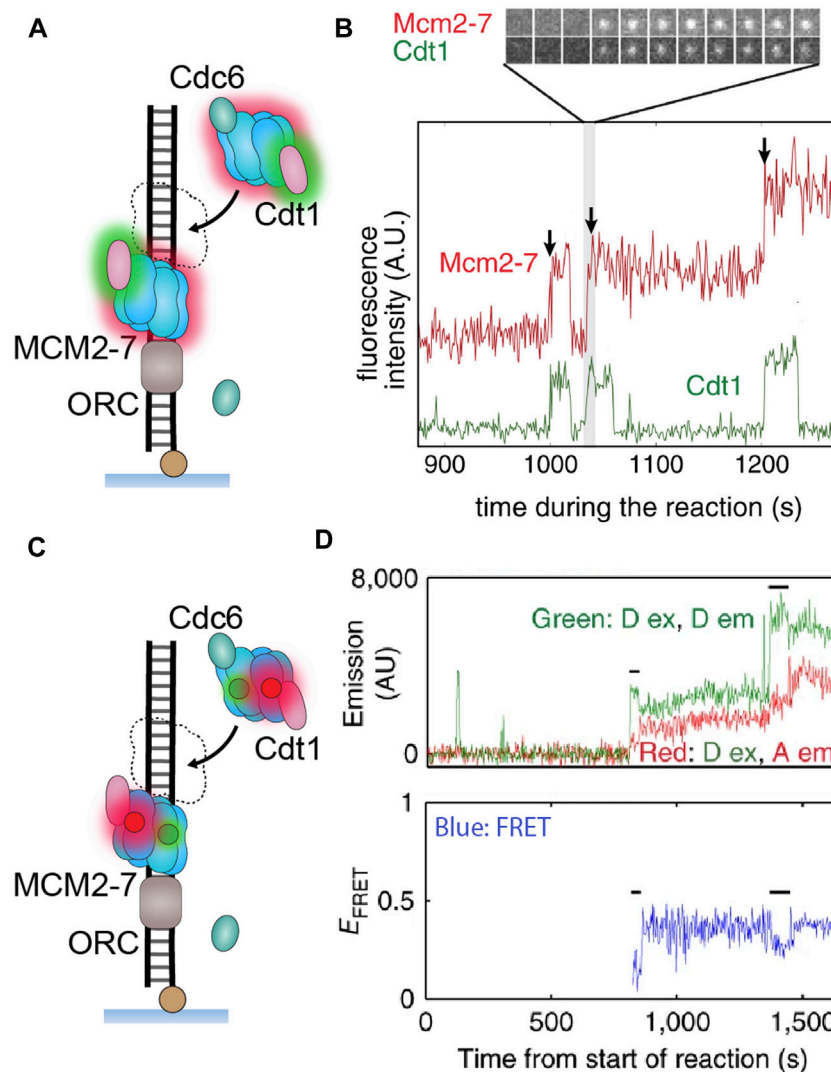 A
Cdc6
Cdt1
MCM2-7
ORC
B
Mcm2-7
Cdt1
fluorescence
intensity (A.U.)
Mcm2-7
Cdt1
900
1000
1100
1200
time during the reaction (s)
C
Cdc6
Cdt1
MCM2-7
ORC
D
8,000
Emission
(AU)
0
Green: D ex, D em
Red: D ex, A em
1
Blue: FRET
0.5
EFRET
0
0
500
1,000
1,500
Time from start of reaction (s)